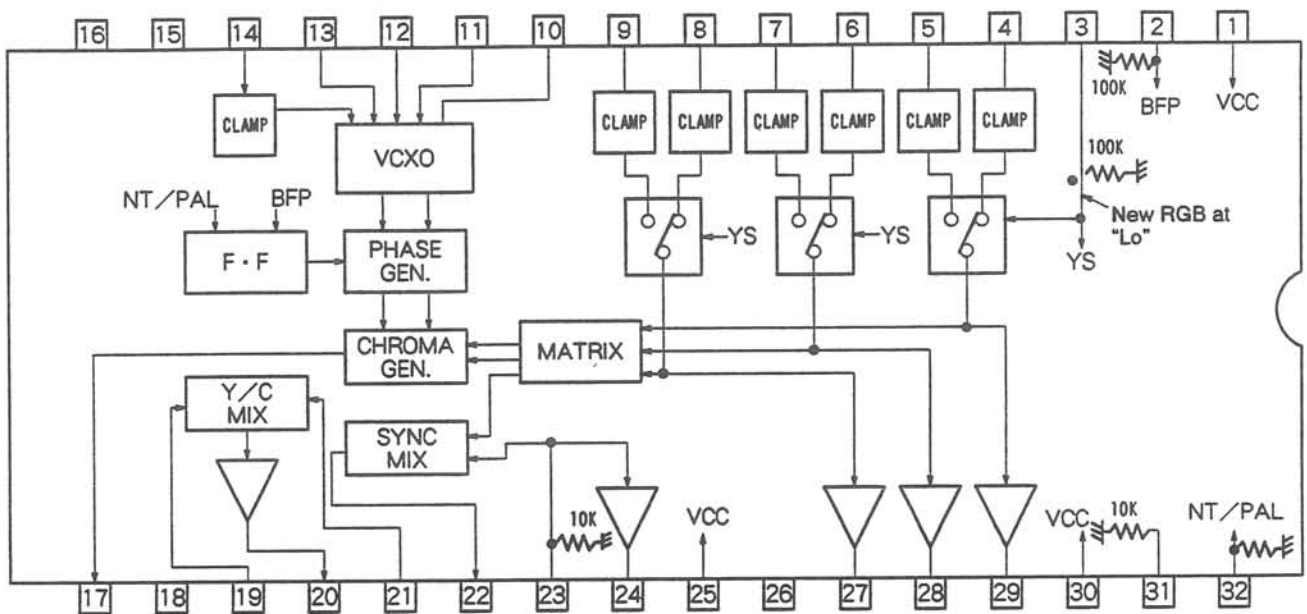 16 15 14 13 12 11 10 9 8 7 6 5 4 3 2 1
100K
BFP
VCC
CLAMP
CLAMP
CLAMP
CLAMP
CLAMP
CLAMP
CLAMP
VCXO
100K
NT/PAL
BFP
New RGB at
"Lo"
F・F
PHASE
GEN.
YS
YS
YS
CHROMA
GEN.
MATRIX
Y/C
MIX
SYNC
MIX
10K
VCC
VCC
10K
NT/PAL
17 18 19 20 21 22 23 24 25 26 27 28 29 30 31 32